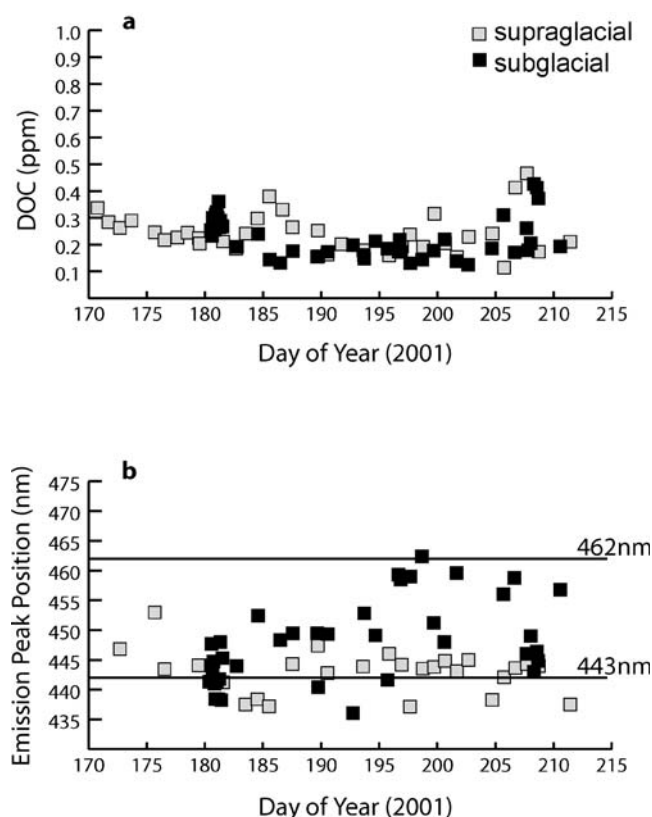 a
supraglacial
subglacial
1.0
0.9
0.8
0.7
0.6
0.5
0.4
0.3
0.2
0.1
DOC (ppm)
170 175 180 185 190 195 200 205 210 215
Day of Year (2001)
b
475
470
465
460
455
450
445
440
435
462nm
443nm
Emission Peak Position (nm)
170 175 180 185 190 195 200 205 210 215
Day of Year (2001)